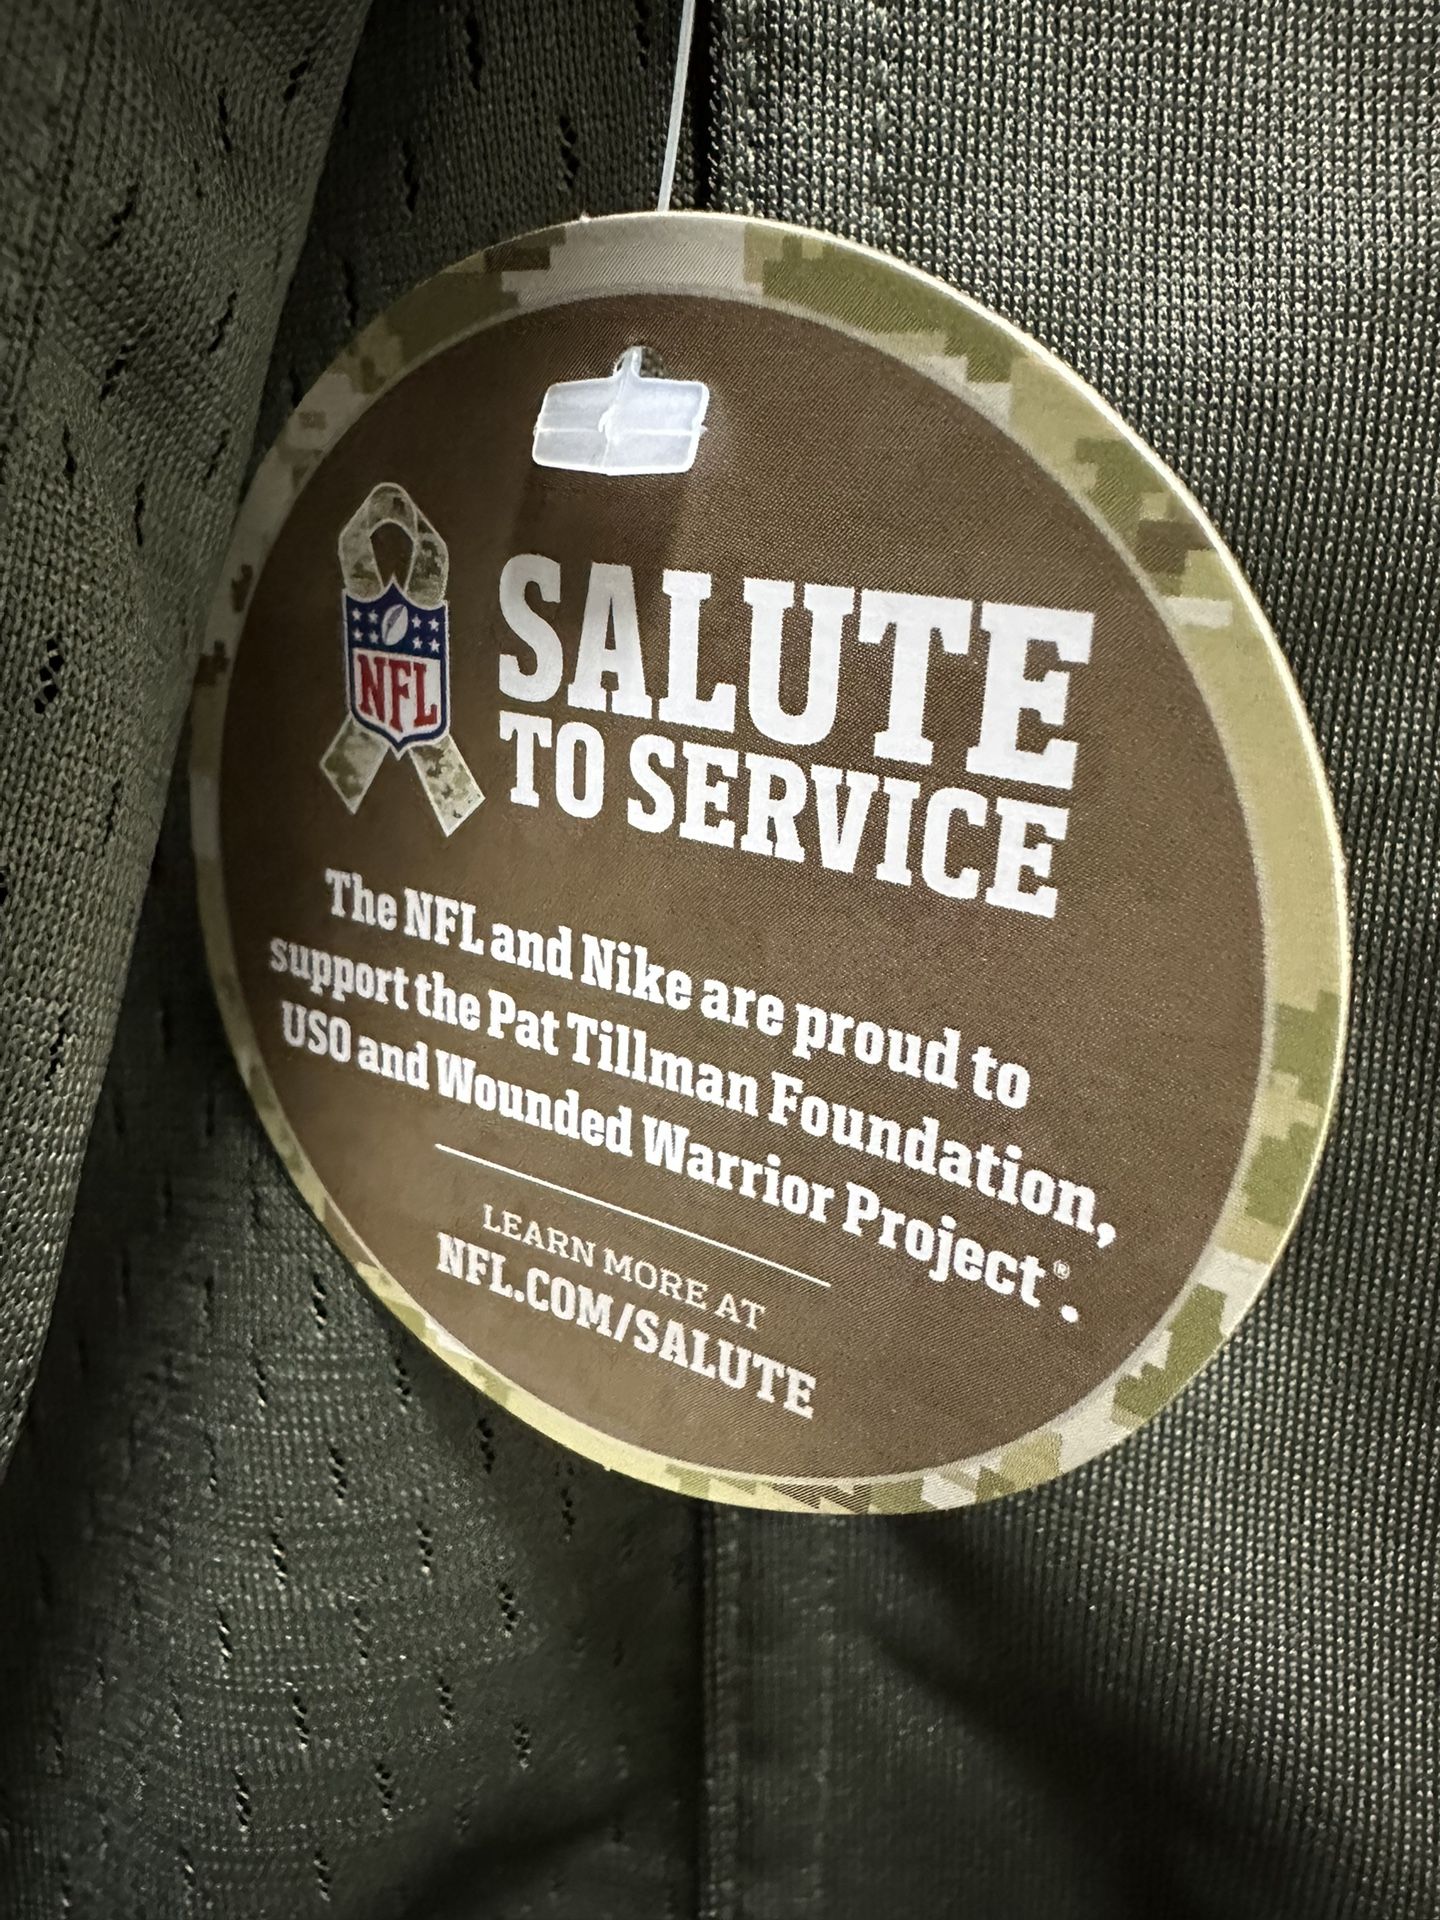 NFL
SALUTE
TO SERVICE
The NFL and Nike are proud to
support the Pat Tillman Foundation,
USO and Wounded Warrior Project®.
LEARN MORE AT
NFL.COM/SALUTE